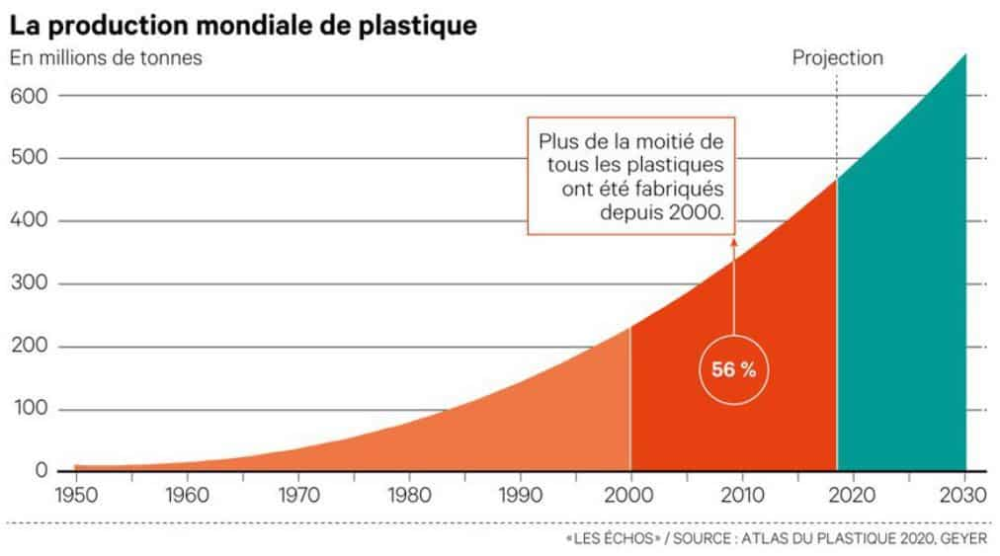 La production mondiale de plastique
En millions de tonnes
Projection
600
500
400
300
200
100
0
Plus de la moitié de
tous les plastiques
ont été fabriqués
depuis 2000.
56 %
1950 1960 1970 1980 1990 2000 2010 2020 2030
«LES ÉCHOS» / SOURCE : ATLAS DU PLASTIQUE 2020, GEYER